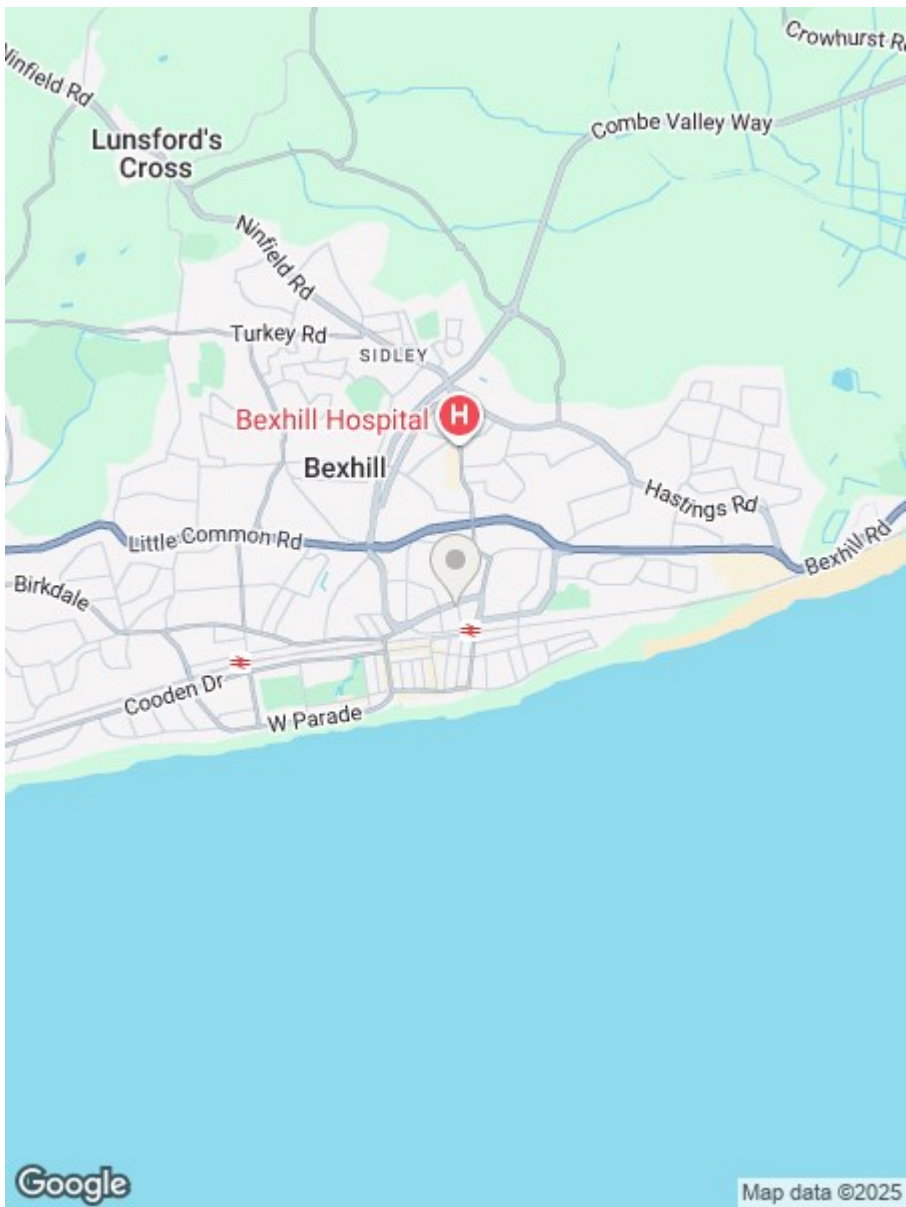 Crowhurst R
Ninfield Rd
Combe Valley Way
Lunsford's
Cross
Ninfield Rd
Turkey Rd
SIDLEY
Bexhill Hospital
H
Bexhill
Hastings Rd
Little Common Rd
Bexhill Rd
Birkdale
Cooden Dr
W Parade
Google
Map data ©2025